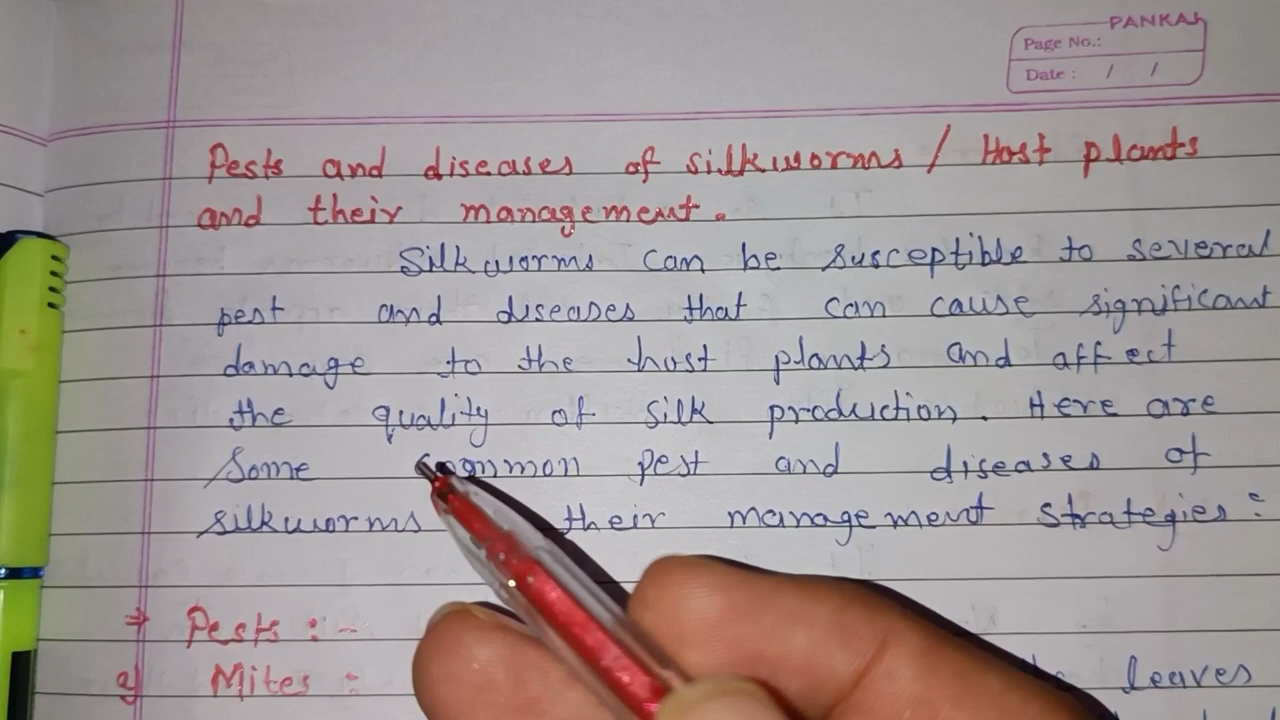 PANKAJ
Page No.:
Date : / /
Pests and diseases of silkworms / Host plants
and their management.
Silkworms can be susceptible to several
pest and diseases that can cause significant
damage to the host plants and affect
the quality of silk production. Here are
Some common pest and diseases of
silkworms their management strategies:
⇒ Pests :-
a) Mites : leaves